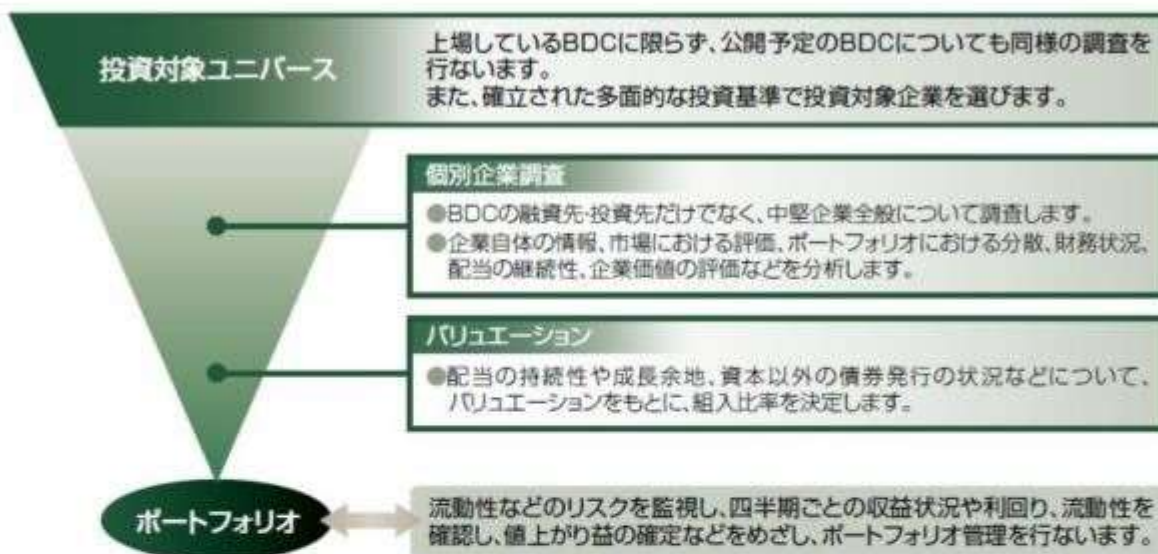 投資対象ユニバース
上場しているBDCに限らず、公開予定のBDCについても同様の調査を
行ないます。
また、確立された多面的な投資基準で投資対象企業を選びます。
個別企業調査
●BDCの融資先・投資先だけでなく、中堅企業全般について調査します。
●企業自体の情報、市場における評価、ポートフォリオにおける分散、財務状況、
配当の継続性、企業価値の評価などを分析します。
バリュエーション
●配当の持続性や成長余地、資本以外の債券発行の状況などについて、
バリュエーションをもとに、組入比率を決定します。
ポートフォリオ
流動性などのリスクを監視し、四半期ごとの収益状況や利回り、流動性を
確認し、値上がり益の確定などをめざし、ポートフォリオ管理を行ないます。